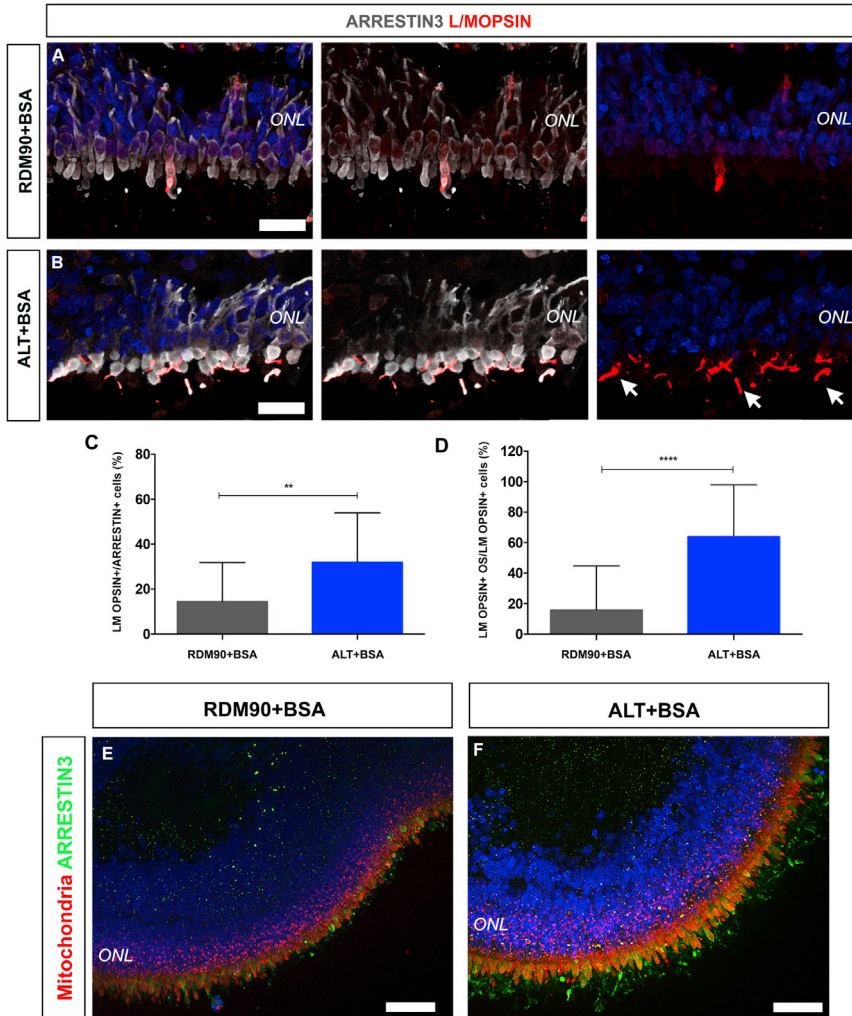 ARRESTIN3 L/MOPSIN
RDM90+BSA
A
ONL
ONL
ALT+BSA
B
ONL
ONL
C
LM OPSIN+/ARRESTIN+ cells (%)
80
60
40
20
0
**
RDM90+BSA
ALT+BSA
D
LM OPSIN+ OS/LM OPSIN+ cells (%)
120
100
80
60
40
20
0
****
RDM90+BSA
ALT+BSA
RDM90+BSA
ALT+BSA
Mitochondria ARRESTIN3
E
ONL
F
ONL